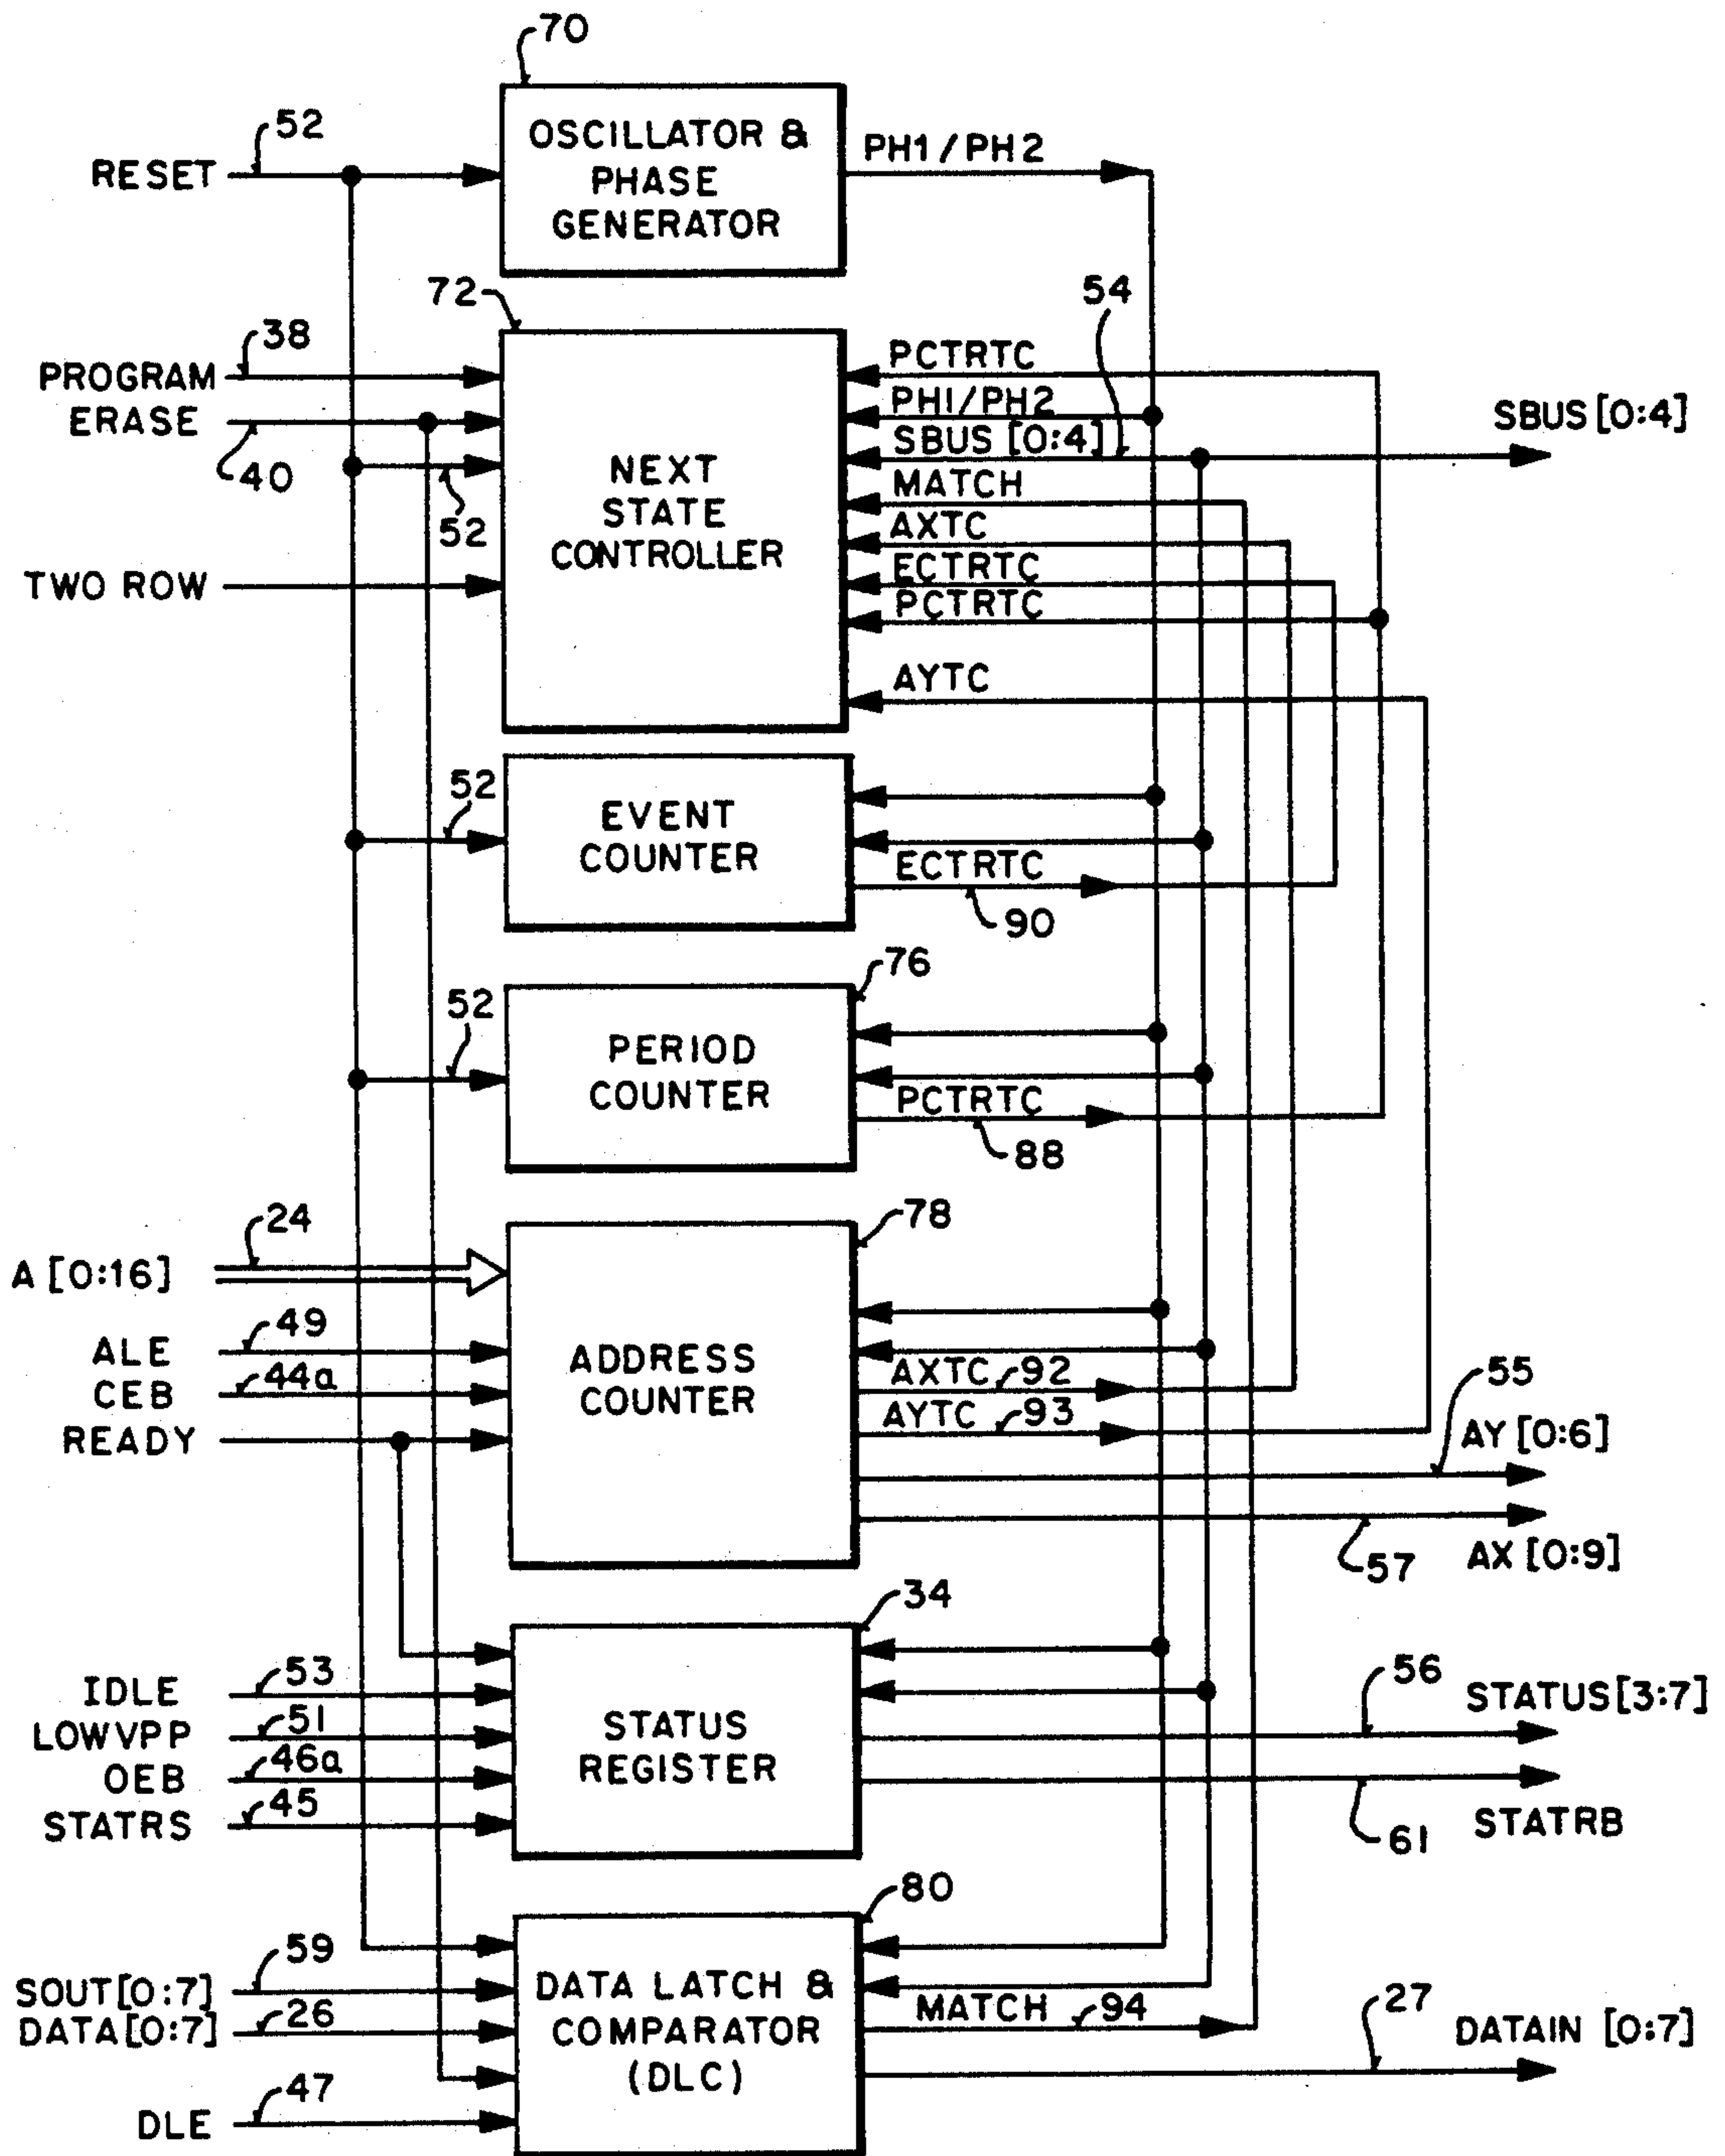 70
52
RESET
OSCILLATOR &
PHASE
GENERATOR
PH1/PH2
72
54
38
PROGRAM
ERASE
40
52
TWO ROW
NEXT
STATE
CONTROLLER
PCTRTC
PH1/PH2
SBUS [0:4]
SBUS [0:4]
MATCH
AXTC
ECTRTC
PCTRTC
AYTC
52
EVENT
COUNTER
ECTRTC
90
76
52
PERIOD
COUNTER
PCTRTC
88
78
24
A [0:16]
49
ALE
44a
CEB
READY
ADDRESS
COUNTER
AXTC 92
AYTC 93
55
AY [0:6]
57
AX [0:9]
34
53
IDLE
51
LOWVPP
46a
OEB
45
STATRS
STATUS
REGISTER
56
STATUS[3:7]
61
STATRB
80
59
SOUT[0:7]
26
DATA[0:7]
47
DLE
DATA LATCH &
COMPARATOR
(DLC)
MATCH 94
27
DATAIN [0:7]